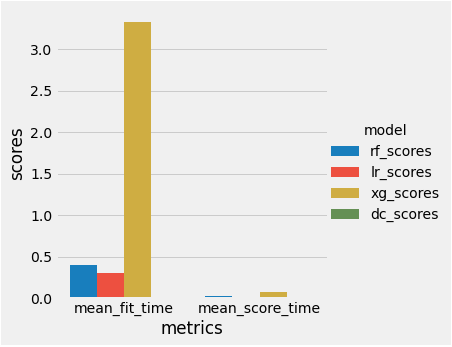 3.0
2.5
2.0
1.5
1.0
0.5
0.0
scores
mean_fit_time mean_score_time
metrics
model
rf_scores
lr_scores
xg_scores
dc_scores